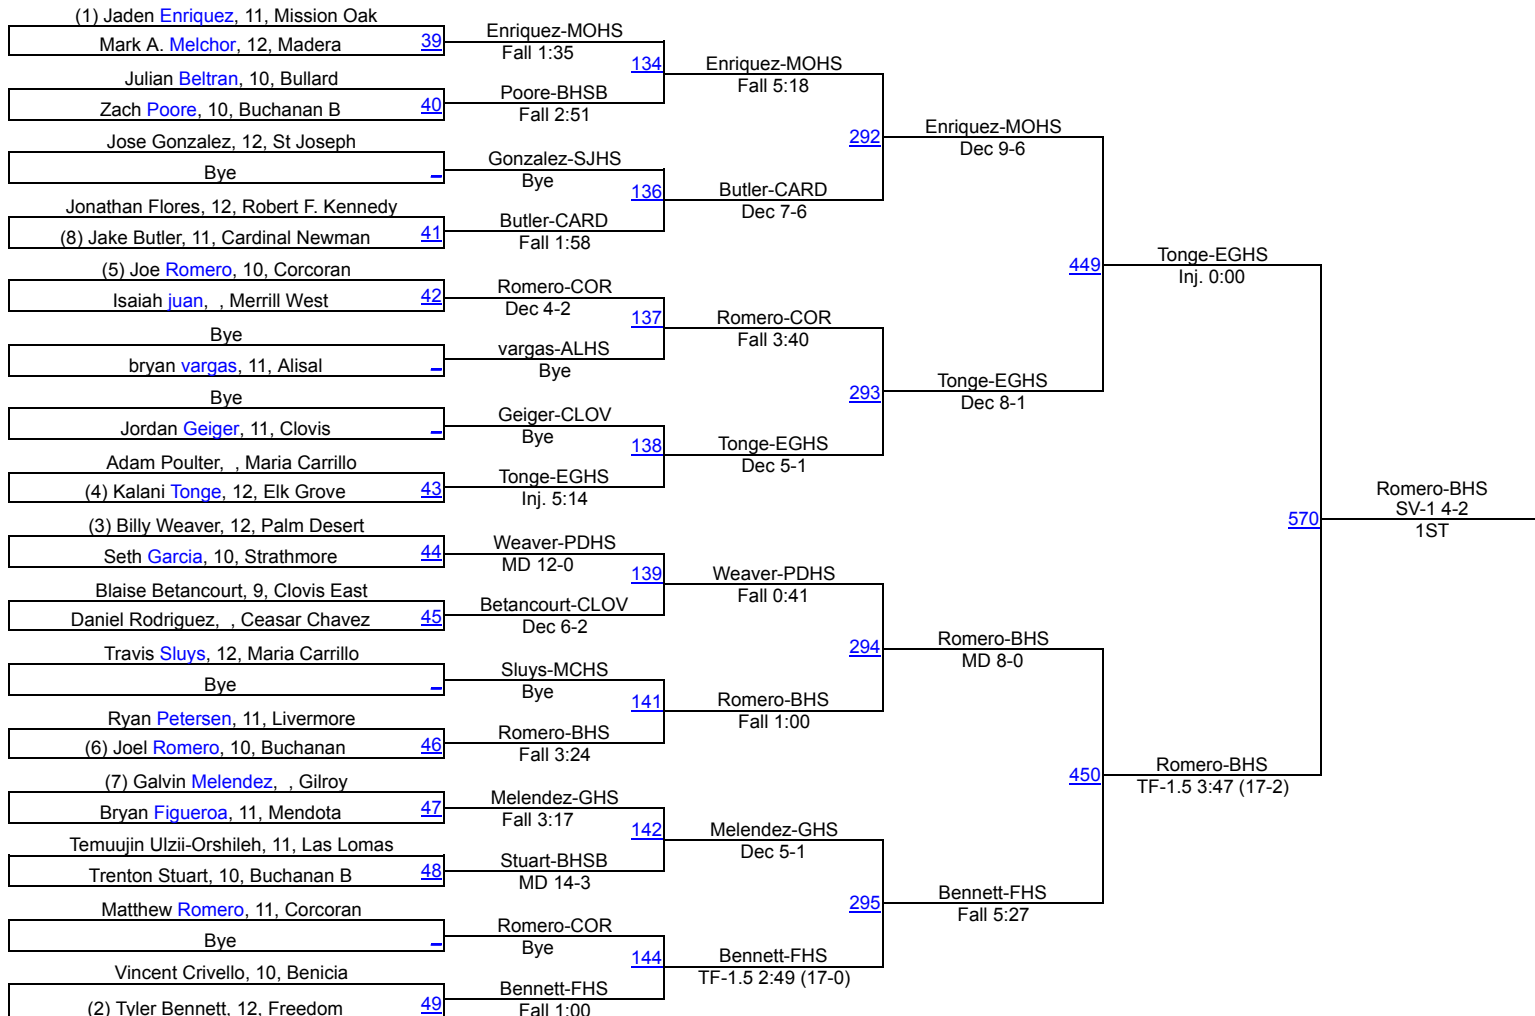 (1) Jaden Enriquez, 11, Mission Oak
Mark A. Melchor, 12, Madera
39
Julian Beltran, 10, Bullard
Zach Poore, 10, Buchanan B
40
Jose Gonzalez, 12, St Joseph
Bye
Jonathan Flores, 12, Robert F. Kennedy
(8) Jake Butler, 11, Cardinal Newman
41
(5) Joe Romero, 10, Corcoran
Isaiah juan, , Merrill West
42
Bye
bryan vargas, 11, Alisal
Bye
Jordan Geiger, 11, Clovis
Adam Poulter, , Maria Carrillo
(4) Kalani Tonge, 12, Elk Grove
43
(3) Billy Weaver, 12, Palm Desert
Seth Garcia, 10, Strathmore
44
Blaise Betancourt, 9, Clovis East
Daniel Rodriguez, , Ceasar Chavez
45
Travis Sluys, 12, Maria Carrillo
Bye
Ryan Petersen, 11, Livermore
(6) Joel Romero, 10, Buchanan
46
(7) Galvin Melendez, , Gilroy
Bryan Figueroa, 11, Mendota
47
Temuujin Ulzii-Orshileh, 11, Las Lomas
Trenton Stuart, 10, Buchanan B
48
Matthew Romero, 11, Corcoran
Bye
Vincent Crivello, 10, Benicia
(2) Tyler Bennett, 12, Freedom
49
Enriquez-MOHS
Fall 1:35
134
Poore-BHSB
Fall 2:51
Gonzalez-SJHS
Bye
136
Butler-CARD
Fall 1:58
Romero-COR
Dec 4-2
137
vargas-ALHS
Bye
Geiger-CLOV
Bye
138
Tonge-EGHS
Inj. 5:14
Weaver-PDHS
MD 12-0
139
Betancourt-CLOV
Dec 6-2
Sluys-MCHS
Bye
141
Romero-BHS
Fall 3:24
Melendez-GHS
Fall 3:17
142
Stuart-BHSB
MD 14-3
Romero-COR
Bye
144
Bennett-FHS
Fall 1:00
Enriquez-MOHS
Fall 5:18
292
Butler-CARD
Dec 7-6
Romero-COR
Fall 3:40
293
Tonge-EGHS
Dec 5-1
Weaver-PDHS
Fall 0:41
294
Romero-BHS
Fall 1:00
Melendez-GHS
Dec 5-1
295
Bennett-FHS
TF-1.5 2:49 (17-0)
Enriquez-MOHS
Dec 9-6
449
Tonge-EGHS
Dec 8-1
Romero-BHS
MD 8-0
450
Bennett-FHS
Fall 5:27
Tonge-EGHS
Inj. 0:00
570
Romero-BHS
TF-1.5 3:47 (17-2)
Romero-BHS
SV-1 4-2
1ST